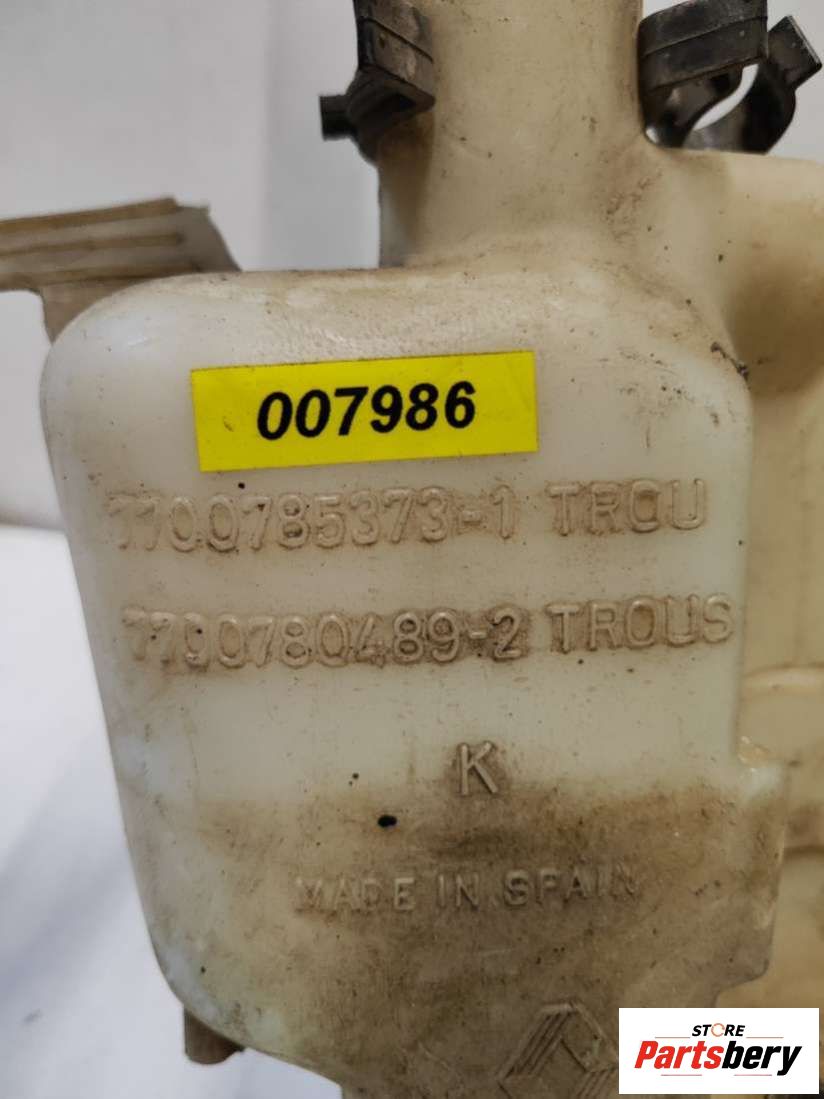 007986
7700785373-1 TROU
7700780489-2 TROUS
K
MADE IN SPAIN
STORE
Partsbery